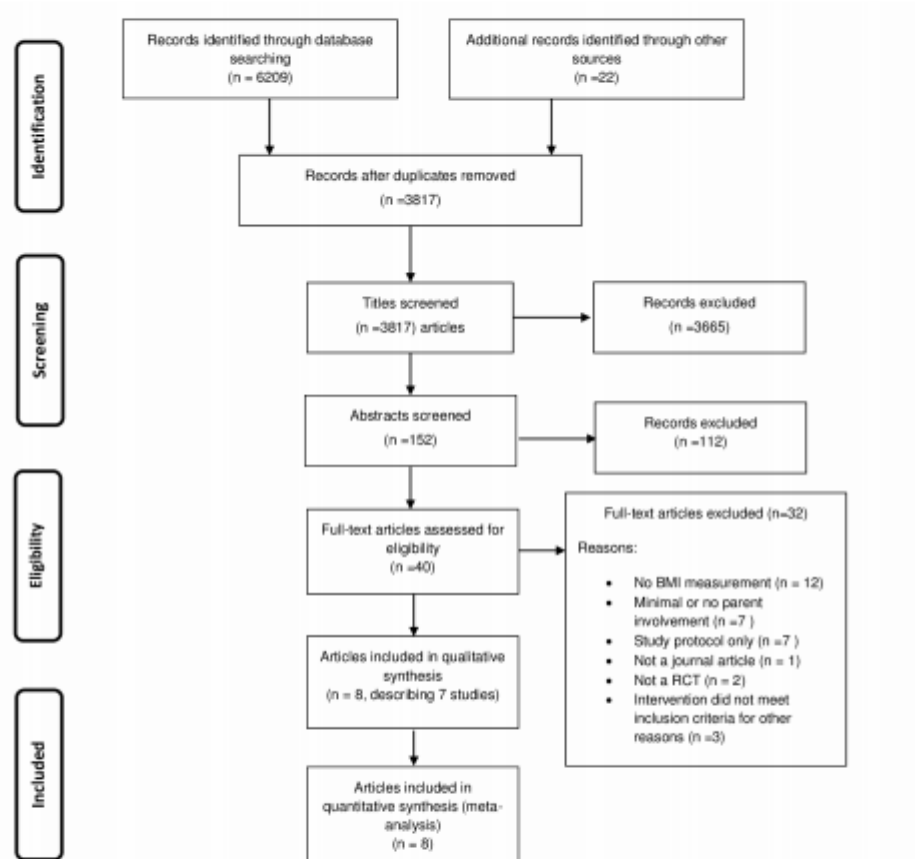 Records identified through database
searching
(n = 6209)
Additional records identified through other
sources
(n =22)
Identification
Records after duplicates removed
(n =3817)
Screening
Titles screened
(n =3817) articles
Records excluded
(n =3665)
Abstracts screened
(n =152)
Records excluded
(n =112)
Eligibility
Full-text articles assessed for
eligibility
(n =40)
Full-text articles excluded (n=32)
Reasons:
• No BMI measurement (n = 12)
• Minimal or no parent
involvement (n =7 )
• Study protocol only (n =7 )
• Not a journal article (n = 1)
• Not a RCT (n = 2)
• Intervention did not meet
inclusion criteria for other
reasons (n =3)
Articles included in qualitative
synthesis
(n = 8, describing 7 studies)
Included
Articles included in
quantitative synthesis (meta-
analysis)
(n = 8)